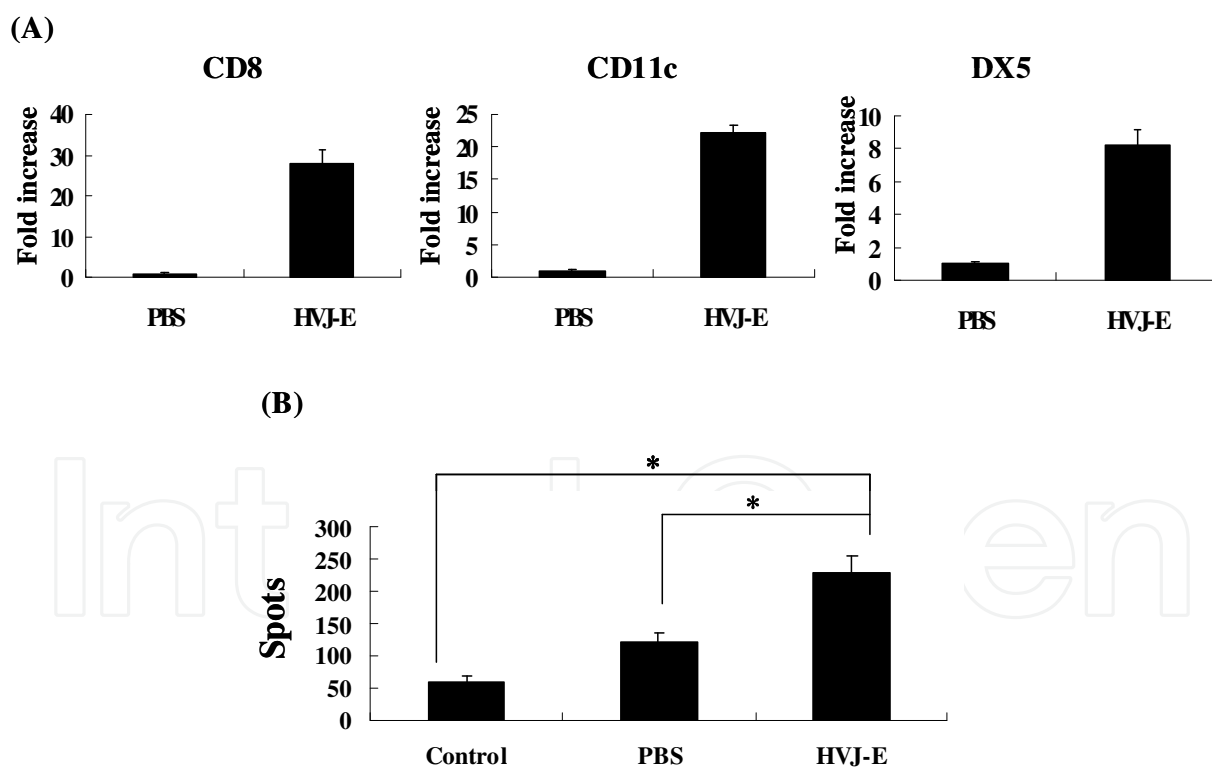 (A)
CD8
CD11c
DX5
Fold increase
40
30
20
10
0
PBS
HVJ-E
Fold increase
25
20
15
10
5
0
PBS
HVJ-E
Fold increase
10
8
6
4
2
0
PBS
HVJ-E
(B)
*
*
Spots
300
250
200
150
100
50
0
Control
PBS
HVJ-E